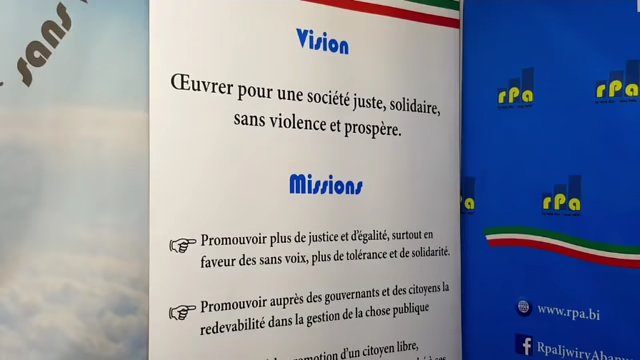 sans
Vision
Œuvrer pour une société juste, solidaire,
sans violence et prospère.
Missions
Promouvoir plus de justice et d'égalité, surtout en
faveur des sans voix, plus de tolérance et de solidarité.
Promouvoir auprès des gouvernants et des citoyens la
redevabilité dans la gestion de la chose publique
promotion d'un citoyen libre,
rPa
rPa
rPa
rPa
www.rpa.bi